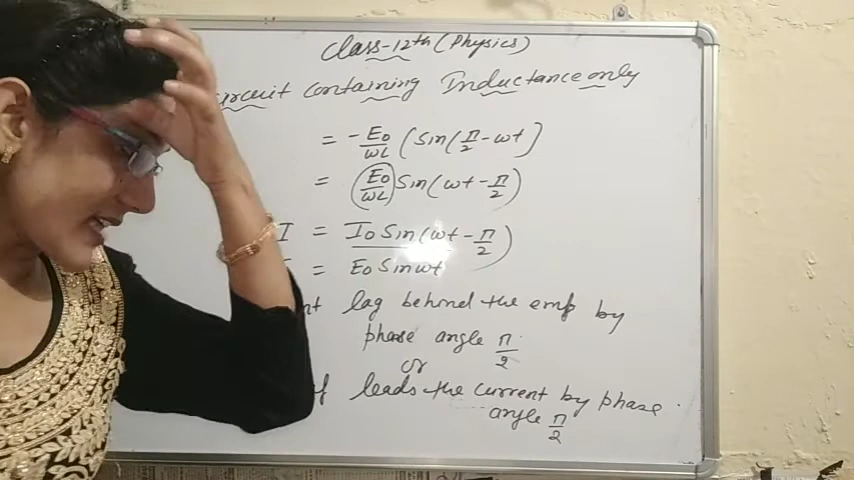 Class-12th (Physics)
ircuit containing Inductance only
= -E₀/ωL (Sin(π/2 - ωt)
= (E₀/ωL) Sin(ωt - π/2)
I = I₀ Sin(ωt - π/2)
= E₀ Sinωt
nt lag behind the emf by
phase angle π/2
or
f leads the current by phase
angle π/2